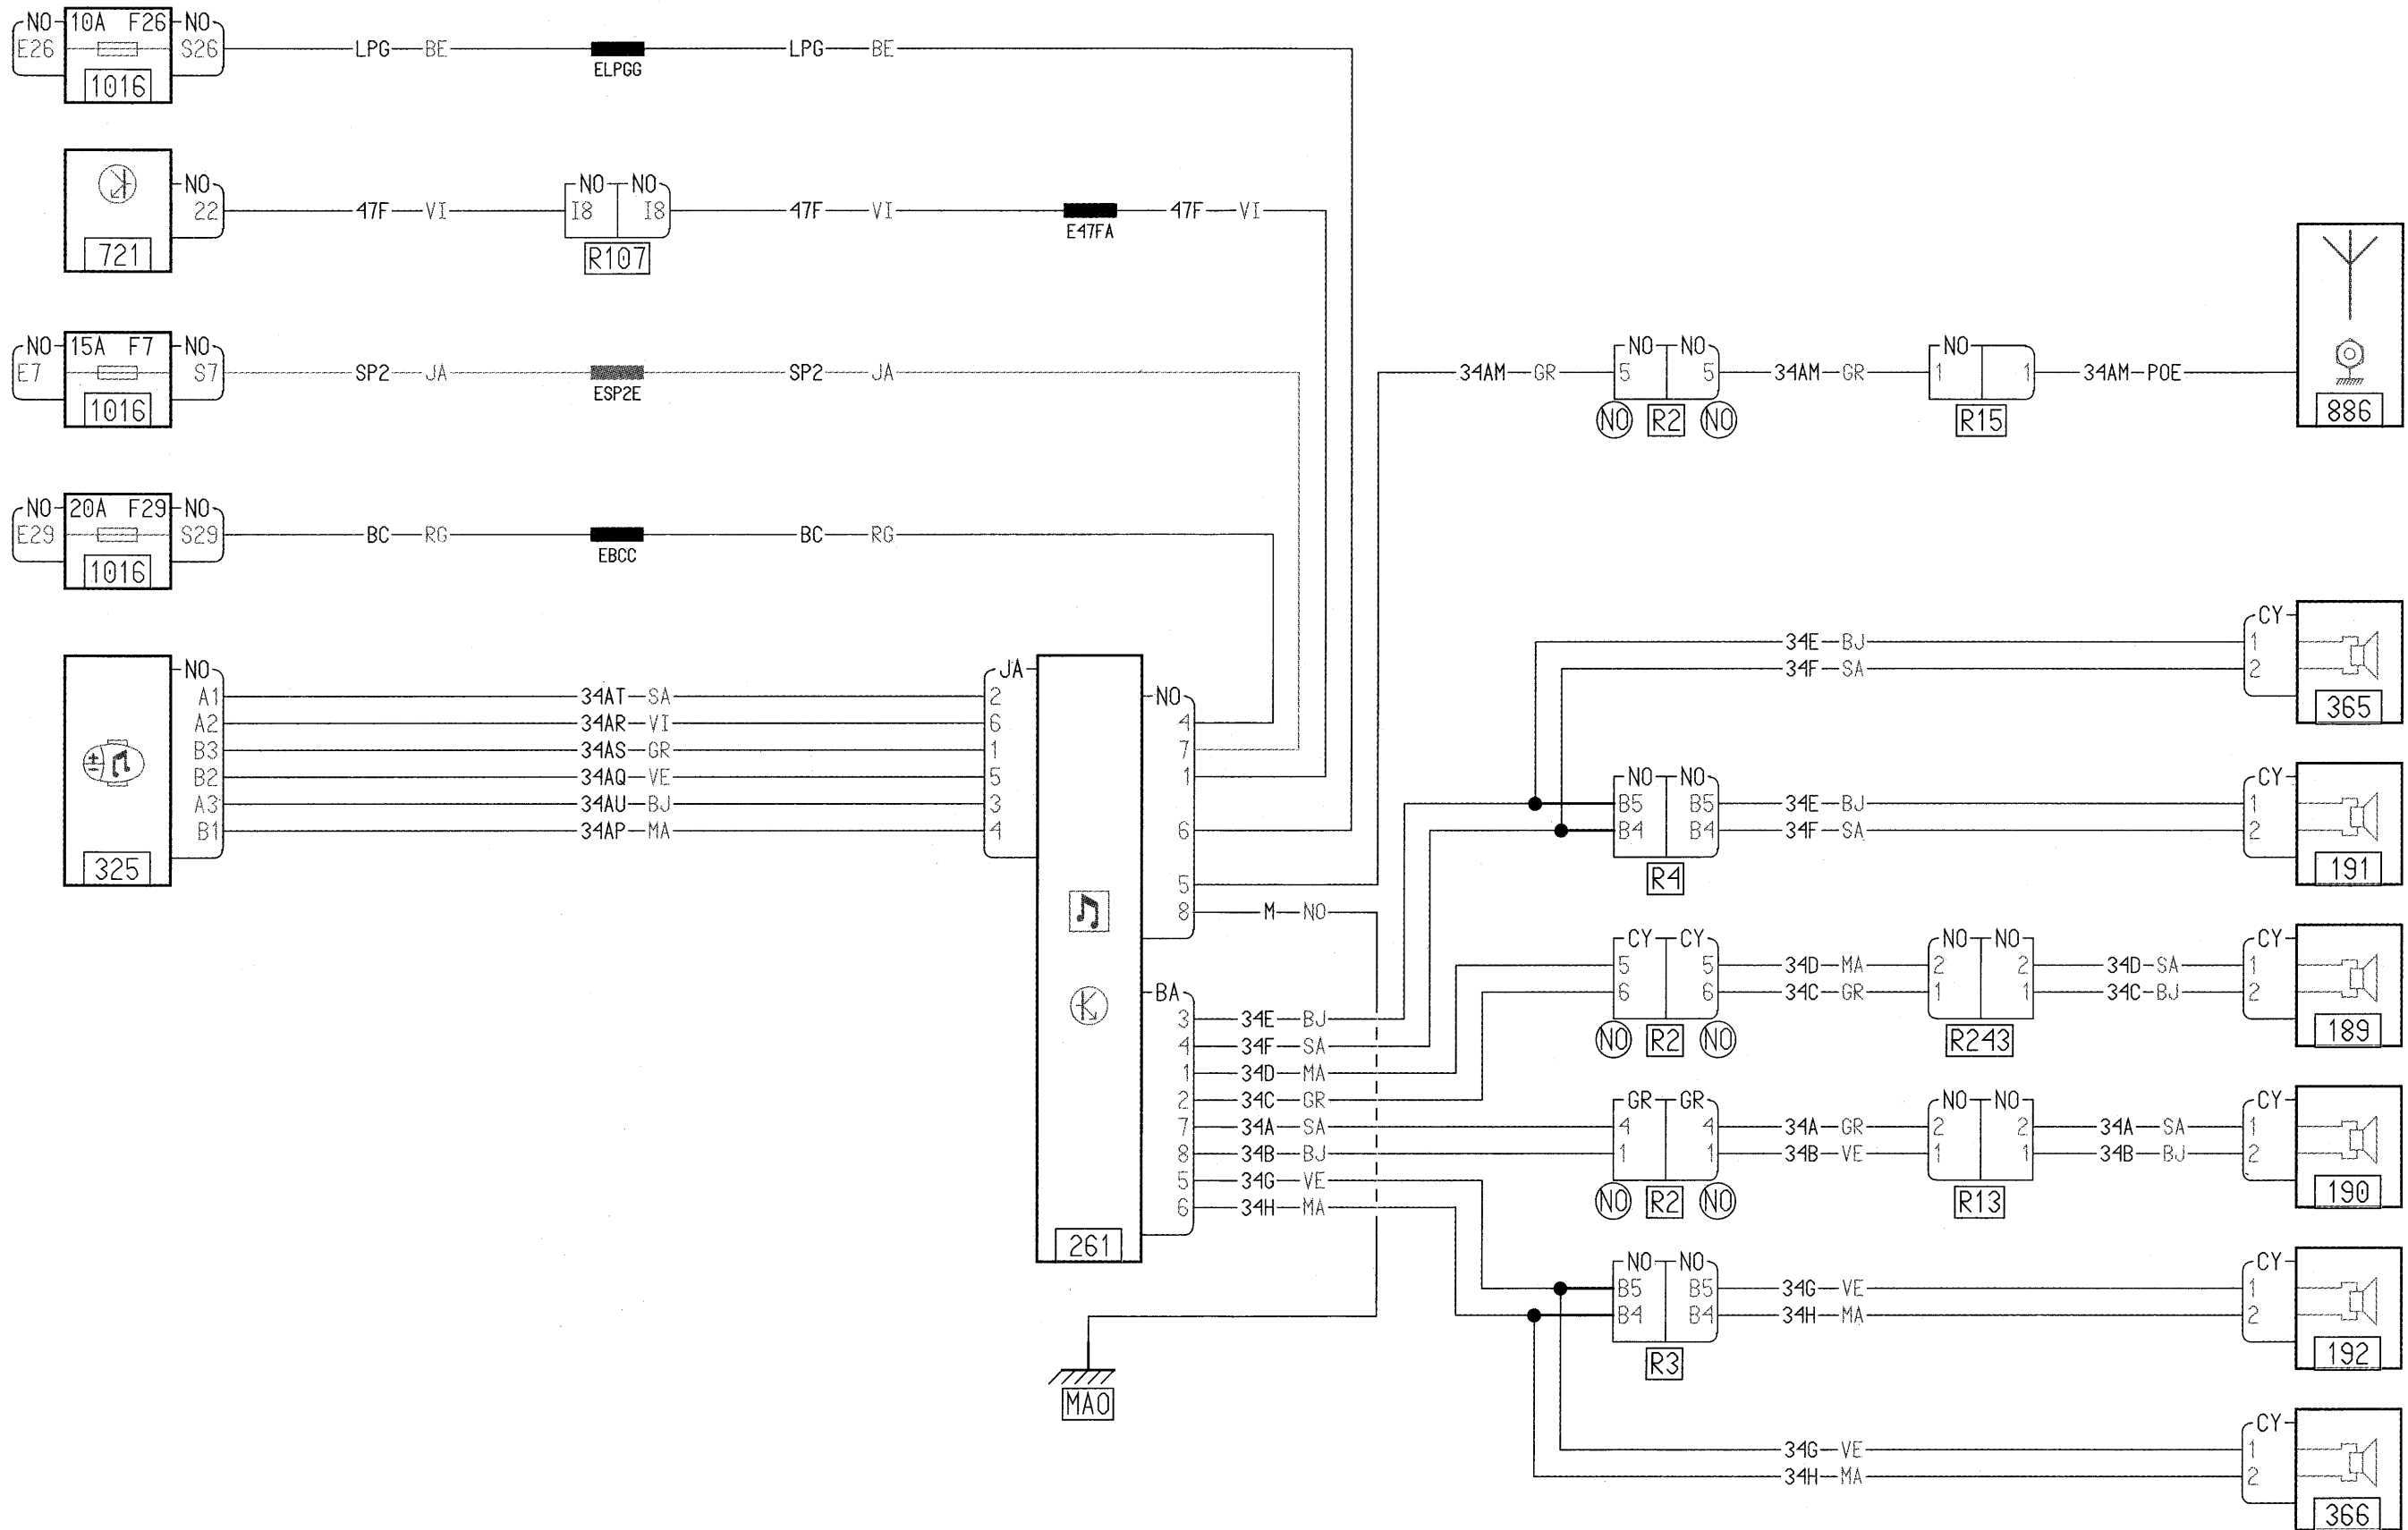 NO 10A F26 NO
E26 S26 LPG BE LPG BE
ELPGG
1016
NO NO NO
22 47F VI I8 I8 47F VI 47F VI
E47FA
721 R107
NO 15A F7 NO
E7 S7 SP2 JA SP2 JA
ESP2E
1016
NO NO NO
34AM GR 5 5 34AM GR 1 1 34AM POE
NO R2 NO R15 886
NO 20A F29 NO
E29 S29 BC RG BC RG
EBCC
1016
CY
34E BJ 1
34F SA 2
365
NO JA NO
A1 34AT SA 2
A2 34AR VI 6 4
B3 34AS GR 1 7
B2 34AQ VE 5 1
A3 34AU BJ 3
B1 34AP MA 4 6
325
5
8 M NO
NO NO CY
B5 B5 34E BJ 1
B4 B4 34F SA 2
R4 191
CY CY NO NO CY
5 5 34D MA 2 2 34D SA 1
6 6 34C GR 1 1 34C BJ 2
NO R2 NO R243 189
BA
3 34E BJ
4 34F SA
1 34D MA
2 34C GR
7 34A SA
8 34B BJ
5 34G VE
6 34H MA
261
GR GR NO NO CY
4 4 34A GR 2 2 34A SA 1
1 1 34B VE 1 1 34B BJ 2
NO R2 NO R13 190
NO NO CY
B5 B5 34G VE 1
B4 B4 34H MA 2
R3 192
MAO
CY
34G VE 1
34H MA 2
366